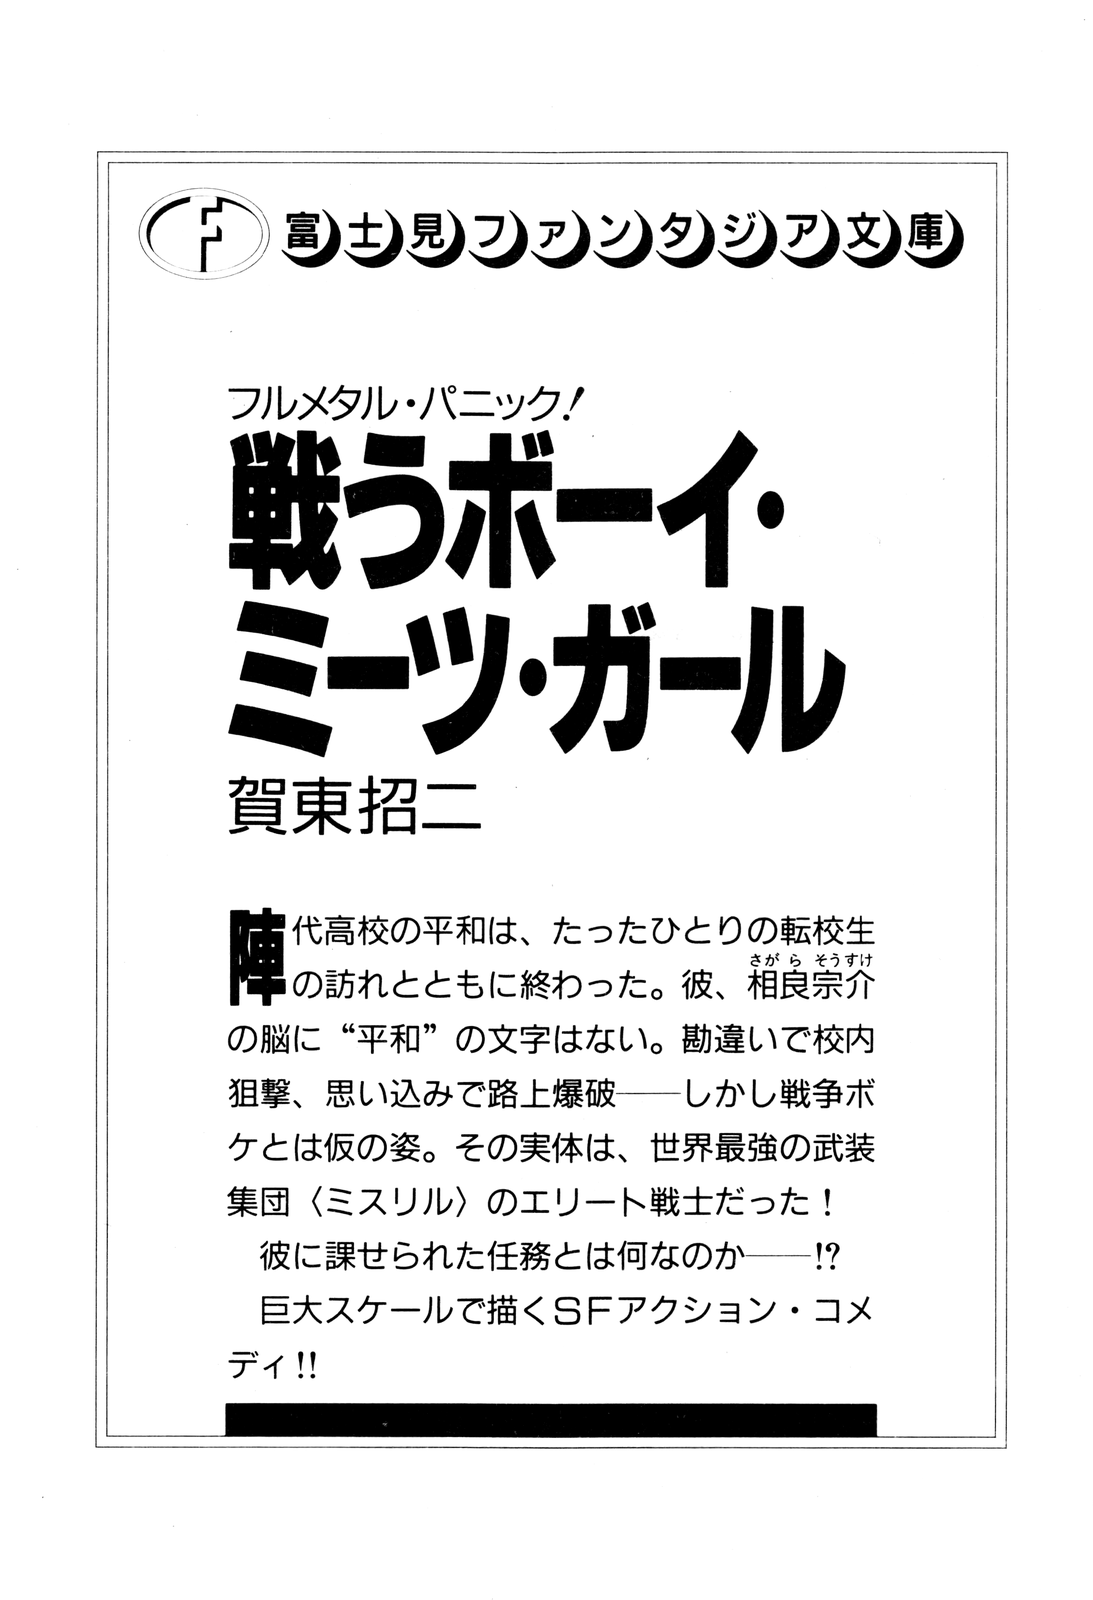 富士見ファンタジア文庫
フルメタル・パニック!
戦うボーイ・
ミーツ・ガール
賀東招二
陣代高校の平和は、たったひとりの転校生
さがらそうすけ
の訪れとともに終わった。彼、相良宗介
の脳に“平和”の文字はない。勘違いで校内
狙撃、思い込みで路上爆破――しかし戦争ボ
ケとは仮の姿。その実体は、世界最強の武装
集団〈ミスリル〉のエリート戦士だった！
彼に課せられた任務とは何なのか――!?
巨大スケールで描くSFアクション・コメ
ディ!!